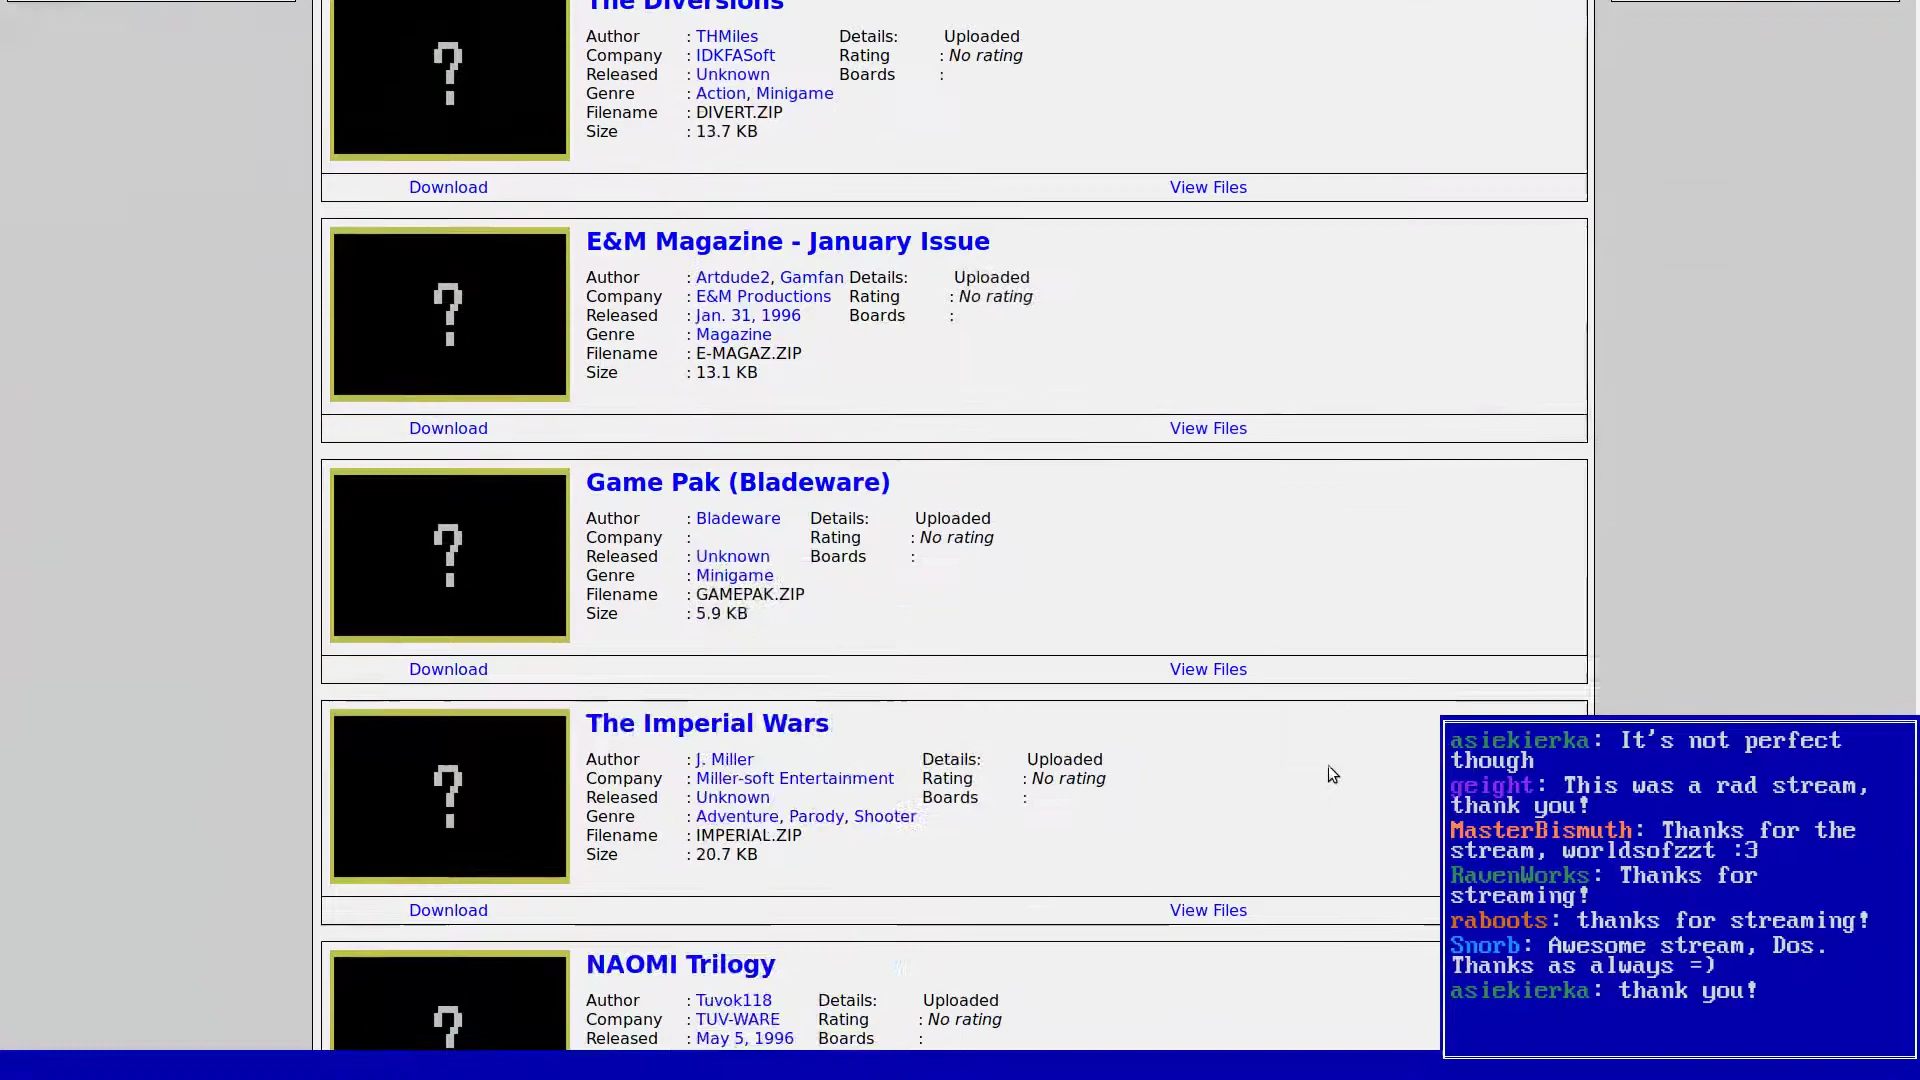 The Diversions
Author : THMiles Details: Uploaded
Company : IDKFASoft Rating : No rating
Released : Unknown Boards :
Genre : Action, Minigame
Filename : DIVERT.ZIP
Size : 13.7 KB
Download View Files
E&M Magazine - January Issue
Author : Artdude2, Gamfan Details: Uploaded
Company : E&M Productions Rating : No rating
Released : Jan. 31, 1996 Boards :
Genre : Magazine
Filename : E-MAGAZ.ZIP
Size : 13.1 KB
Download View Files
Game Pak (Bladeware)
Author : Bladeware Details: Uploaded
Company : Rating : No rating
Released : Unknown Boards :
Genre : Minigame
Filename : GAMEPAK.ZIP
Size : 5.9 KB
Download View Files
The Imperial Wars
Author : J. Miller Details: Uploaded
Company : Miller-soft Entertainment Rating : No rating
Released : Unknown Boards :
Genre : Adventure, Parody, Shooter
Filename : IMPERIAL.ZIP
Size : 20.7 KB
Download View Files
NAOMI Trilogy
Author : Tuvok118 Details: Uploaded
Company : TUV-WARE Rating : No rating
Released : May 5, 1996 Boards :
asiekierka: It's not perfect
though
geight: This was a rad stream,
thank you!
MasterBismuth: Thanks for the
stream, worldsofzzt :3
RavenWorks: Thanks for
streaming!
raboots: thanks for streaming!
Snorb: Awesome stream, Dos.
Thanks as always =)
asiekierka: thank you!